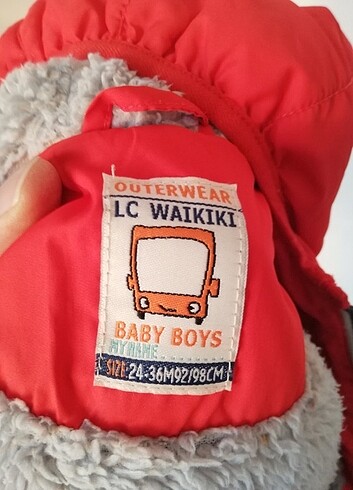 OUTERWEAR
LC WAIKIKI
BABY BOYS
MY NAME
SIZE 24-36M 92/98CM